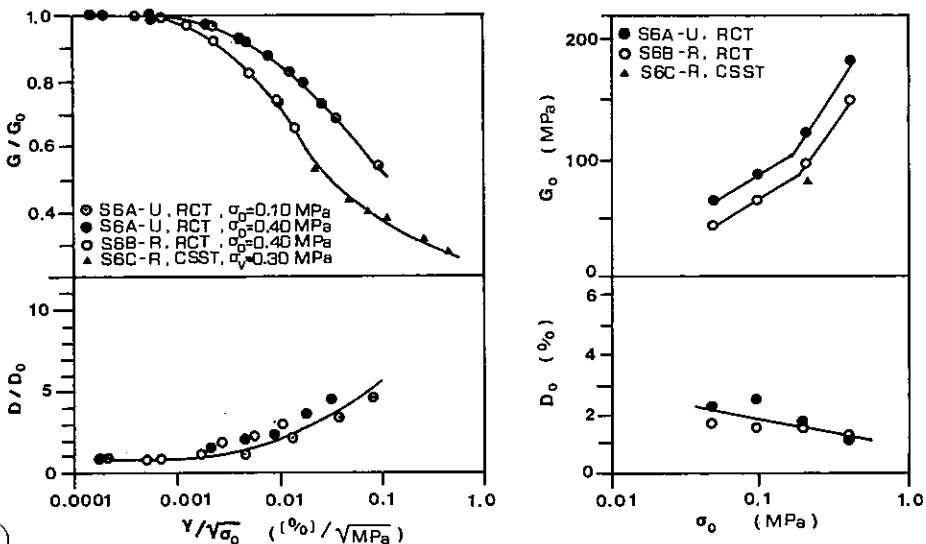 1.0
0.8
G / G₀
0.6
0.4
S6A-U, RCT, σ₀=0.10 MPa
S6A-U, RCT, σ₀=0.40 MPa
S6B-R, RCT, σ₀=0.40 MPa
S6C-R, CSST, σᵥ=0.30 MPa
10
D / D₀
5
0
0.0001 0.001 0.01 0.1 1.0
γ/√σ₀ ([%]/√MPa)
S6A-U, RCT
S6B-R, RCT
S6C-R, CSST
200
G₀ (MPa)
100
0
6
D₀ (%)
4
2
0
0.01 0.1 1.0
σ₀ (MPa)